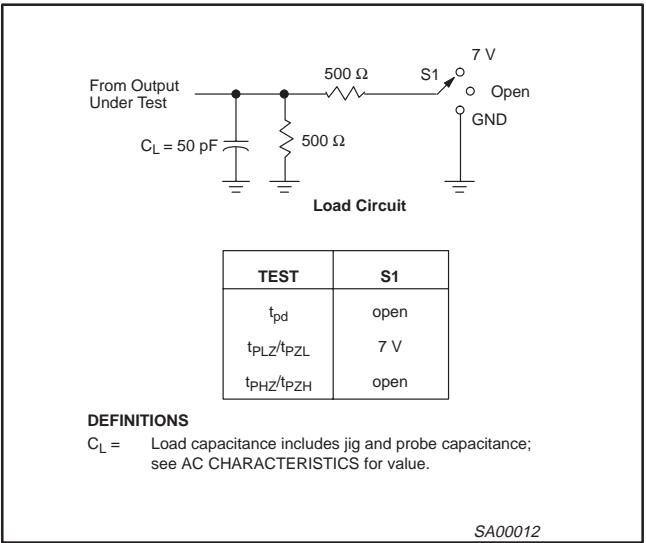 7 V
500 Ω
S1
From Output
Under Test
Open
GND
C_L = 50 pF
500 Ω
Load Circuit
TEST S1
t_pd open
t_PLZ/t_PZL 7 V
t_PHZ/t_PZH open
DEFINITIONS
C_L = Load capacitance includes jig and probe capacitance;
see AC CHARACTERISTICS for value.
SA00012